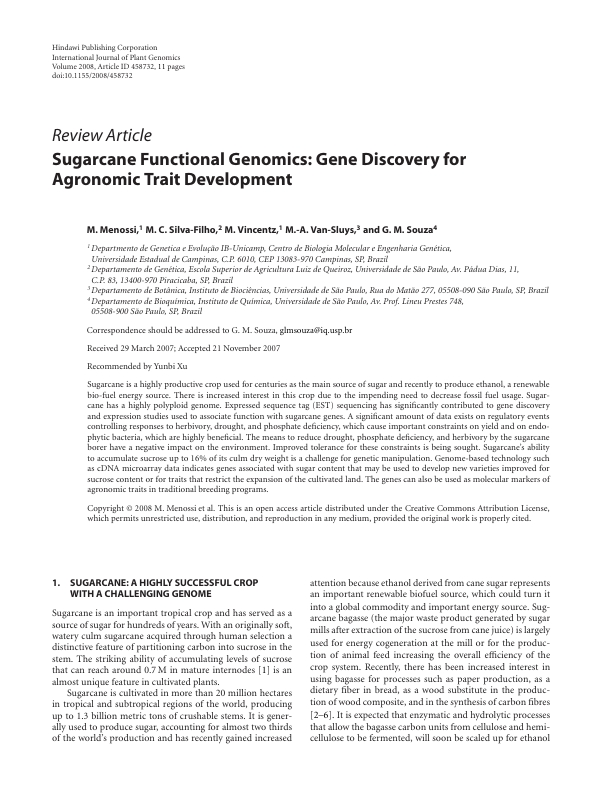 Hindawi Publishing Corporation
International Journal of Plant Genomics
Volume 2008, Article ID 458732, 11 pages
doi:10.1155/2008/458732
Review Article
Sugarcane Functional Genomics: Gene Discovery for
Agronomic Trait Development
M. Menossi,1 M. C. Silva-Filho,2 M. Vincentz,1 M.-A. Van-Sluys,3 and G. M. Souza4
1 Departmento de Genetica e Evolução IB-Unicamp, Centro de Biologia Molecular e Engenharia Genética,
Universidade Estadual de Campinas, C.P. 6010, CEP 13083-970 Campinas, SP, Brazil
2 Departamento de Genética, Escola Superior de Agricultura Luiz de Queiroz, Universidade de São Paulo, Av. Pádua Dias, 11,
C.P. 83, 13400-970 Piracicaba, SP, Brazil
3 Departamento de Botânica, Instituto de Biociências, Universidade de São Paulo, Rua do Matão 277, 05508-090 São Paulo, SP, Brazil
4 Departamento de Bioquímica, Instituto de Química, Universidade de São Paulo, Av. Prof. Lineu Prestes 748,
05508-900 São Paulo, SP, Brazil
Correspondence should be addressed to G. M. Souza, glmsouza@iq.usp.br
Received 29 March 2007; Accepted 21 November 2007
Recommended by Yunbi Xu
Sugarcane is a highly productive crop used for centuries as the main source of sugar and recently to produce ethanol, a renewable
bio-fuel energy source. There is increased interest in this crop due to the impending need to decrease fossil fuel usage. Sugar-
cane has a highly polyploid genome. Expressed sequence tag (EST) sequencing has significantly contributed to gene discovery
and expression studies used to associate function with sugarcane genes. A significant amount of data exists on regulatory events
controlling responses to herbivory, drought, and phosphate deficiency, which cause important constraints on yield and on endo-
phytic bacteria, which are highly beneficial. The means to reduce drought, phosphate deficiency, and herbivory by the sugarcane
borer have a negative impact on the environment. Improved tolerance for these constraints is being sought. Sugarcane's ability
to accumulate sucrose up to 16% of its culm dry weight is a challenge for genetic manipulation. Genome-based technology such
as cDNA microarray data indicates genes associated with sugar content that may be used to develop new varieties improved for
sucrose content or for traits that restrict the expansion of the cultivated land. The genes can also be used as molecular markers of
agronomic traits in traditional breeding programs.
Copyright © 2008 M. Menossi et al. This is an open access article distributed under the Creative Commons Attribution License,
which permits unrestricted use, distribution, and reproduction in any medium, provided the original work is properly cited.
1. SUGARCANE: A HIGHLY SUCCESSFUL CROP
WITH A CHALLENGING GENOME
Sugarcane is an important tropical crop and has served as a
source of sugar for hundreds of years. With an originally soft,
watery culm sugarcane acquired through human selection a
distinctive feature of partitioning carbon into sucrose in the
stem. The striking ability of accumulating levels of sucrose
that can reach around 0.7 M in mature internodes [1] is an
almost unique feature in cultivated plants.
Sugarcane is cultivated in more than 20 million hectares
in tropical and subtropical regions of the world, producing
up to 1.3 billion metric tons of crushable stems. It is gener-
ally used to produce sugar, accounting for almost two thirds
of the world's production and has recently gained increased
attention because ethanol derived from cane sugar represents
an important renewable biofuel source, which could turn it
into a global commodity and important energy source. Sug-
arcane bagasse (the major waste product generated by sugar
mills after extraction of the sucrose from cane juice) is largely
used for energy cogeneration at the mill or for the produc-
tion of animal feed increasing the overall efficiency of the
crop system. Recently, there has been increased interest in
using bagasse for processes such as paper production, as a
dietary fiber in bread, as a wood substitute in the produc-
tion of wood composite, and in the synthesis of carbon fibres
[2–6]. It is expected that enzymatic and hydrolytic processes
that allow the bagasse carbon units from cellulose and hemi-
cellulose to be fermented, will soon be scaled up for ethanol